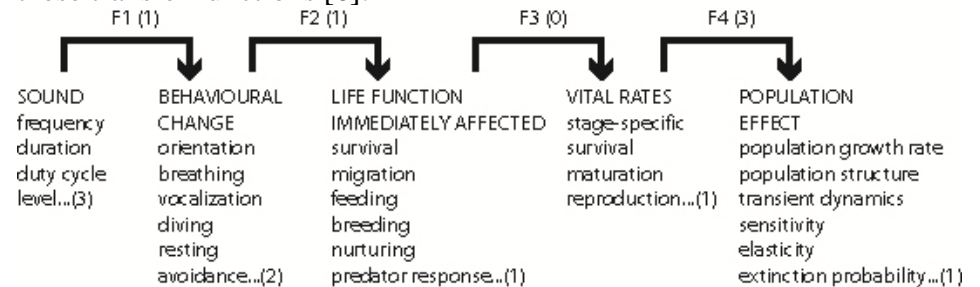 F1 (1) F2 (1) F3 (0) F4 (3)
SOUND BEHAVIOURAL LIFE FUNCTION VITAL RATES POPULATION
frequency CHANGE IMMEDIATELY AFFECTED stage-specific EFFECT
duration orientation survival survival population growth rate
duty cycle breathing migration maturation population structure
level...(3) vocalization feeding reproduction...(1) transient dynamics
diving breeding sensitivity
resting nurturing elasticity
avoidance...(2) predator response...(1) extinction probability...(1)